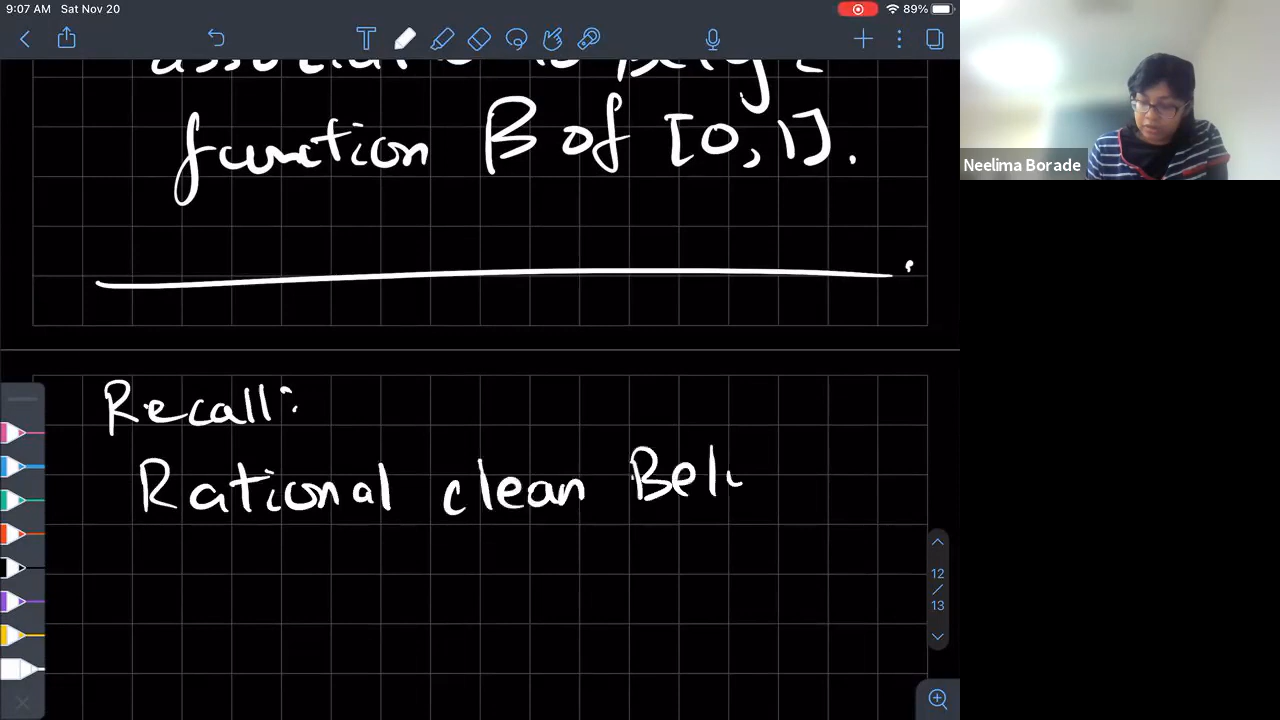 9:07 AM Sat Nov 20
89%
function β of [0, 1].
Recall:
Rational clean Bel
12
13
Neelima Borade